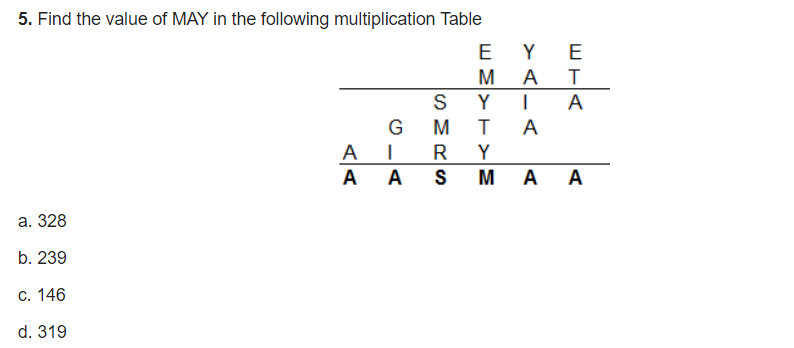 5. Find the value of MAY in the following multiplication Table
E Y E
M A T
S Y I A
G M T A
A I R Y
A A S M A A
a. 328
b. 239
c. 146
d. 319